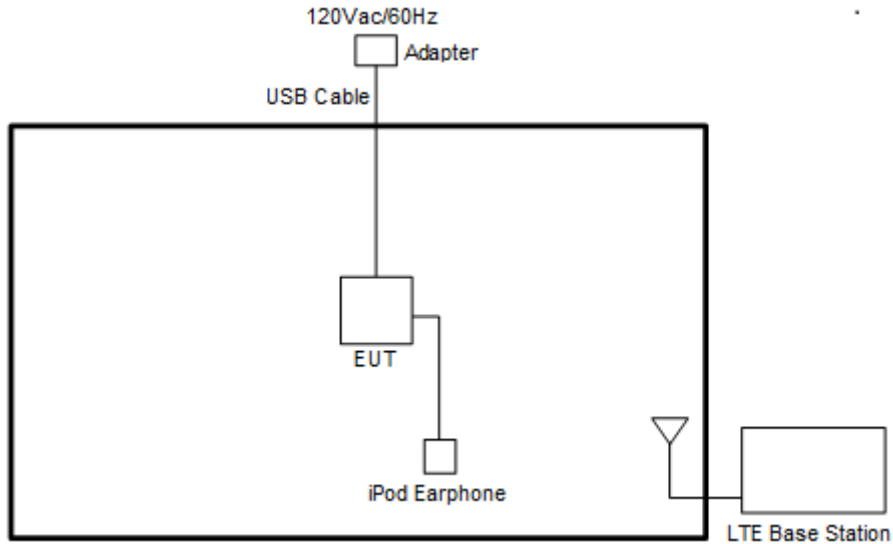 120Vac/60Hz
Adapter
USB Cable
EUT
iPod Earphone
LTE Base Station